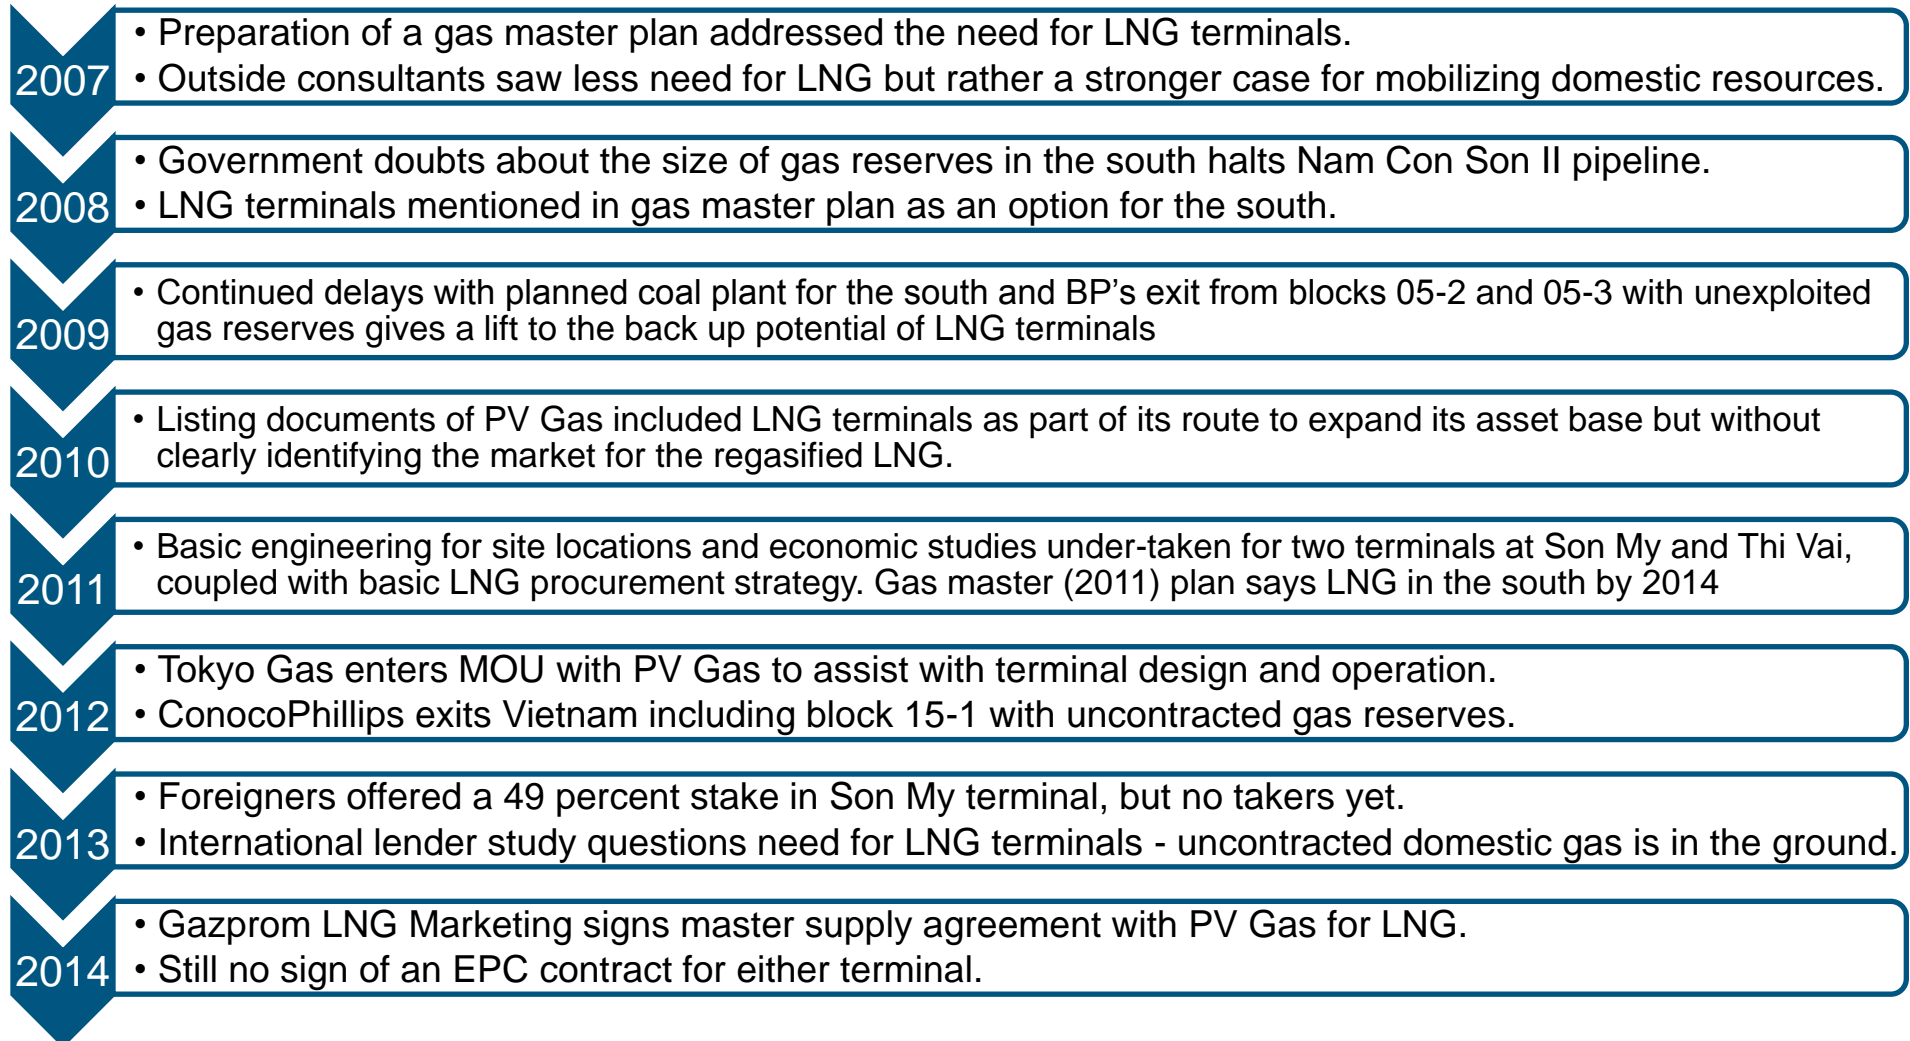 2007
• Preparation of a gas master plan addressed the need for LNG terminals.
• Outside consultants saw less need for LNG but rather a stronger case for mobilizing domestic resources.
2008
• Government doubts about the size of gas reserves in the south halts Nam Con Son II pipeline.
• LNG terminals mentioned in gas master plan as an option for the south.
2009
• Continued delays with planned coal plant for the south and BP’s exit from blocks 05-2 and 05-3 with unexploited
gas reserves gives a lift to the back up potential of LNG terminals
2010
• Listing documents of PV Gas included LNG terminals as part of its route to expand its asset base but without
clearly identifying the market for the regasified LNG.
2011
• Basic engineering for site locations and economic studies under-taken for two terminals at Son My and Thi Vai,
coupled with basic LNG procurement strategy. Gas master (2011) plan says LNG in the south by 2014
2012
• Tokyo Gas enters MOU with PV Gas to assist with terminal design and operation.
• ConocoPhillips exits Vietnam including block 15-1 with uncontracted gas reserves.
2013
• Foreigners offered a 49 percent stake in Son My terminal, but no takers yet.
• International lender study questions need for LNG terminals - uncontracted domestic gas is in the ground.
2014
• Gazprom LNG Marketing signs master supply agreement with PV Gas for LNG.
• Still no sign of an EPC contract for either terminal.